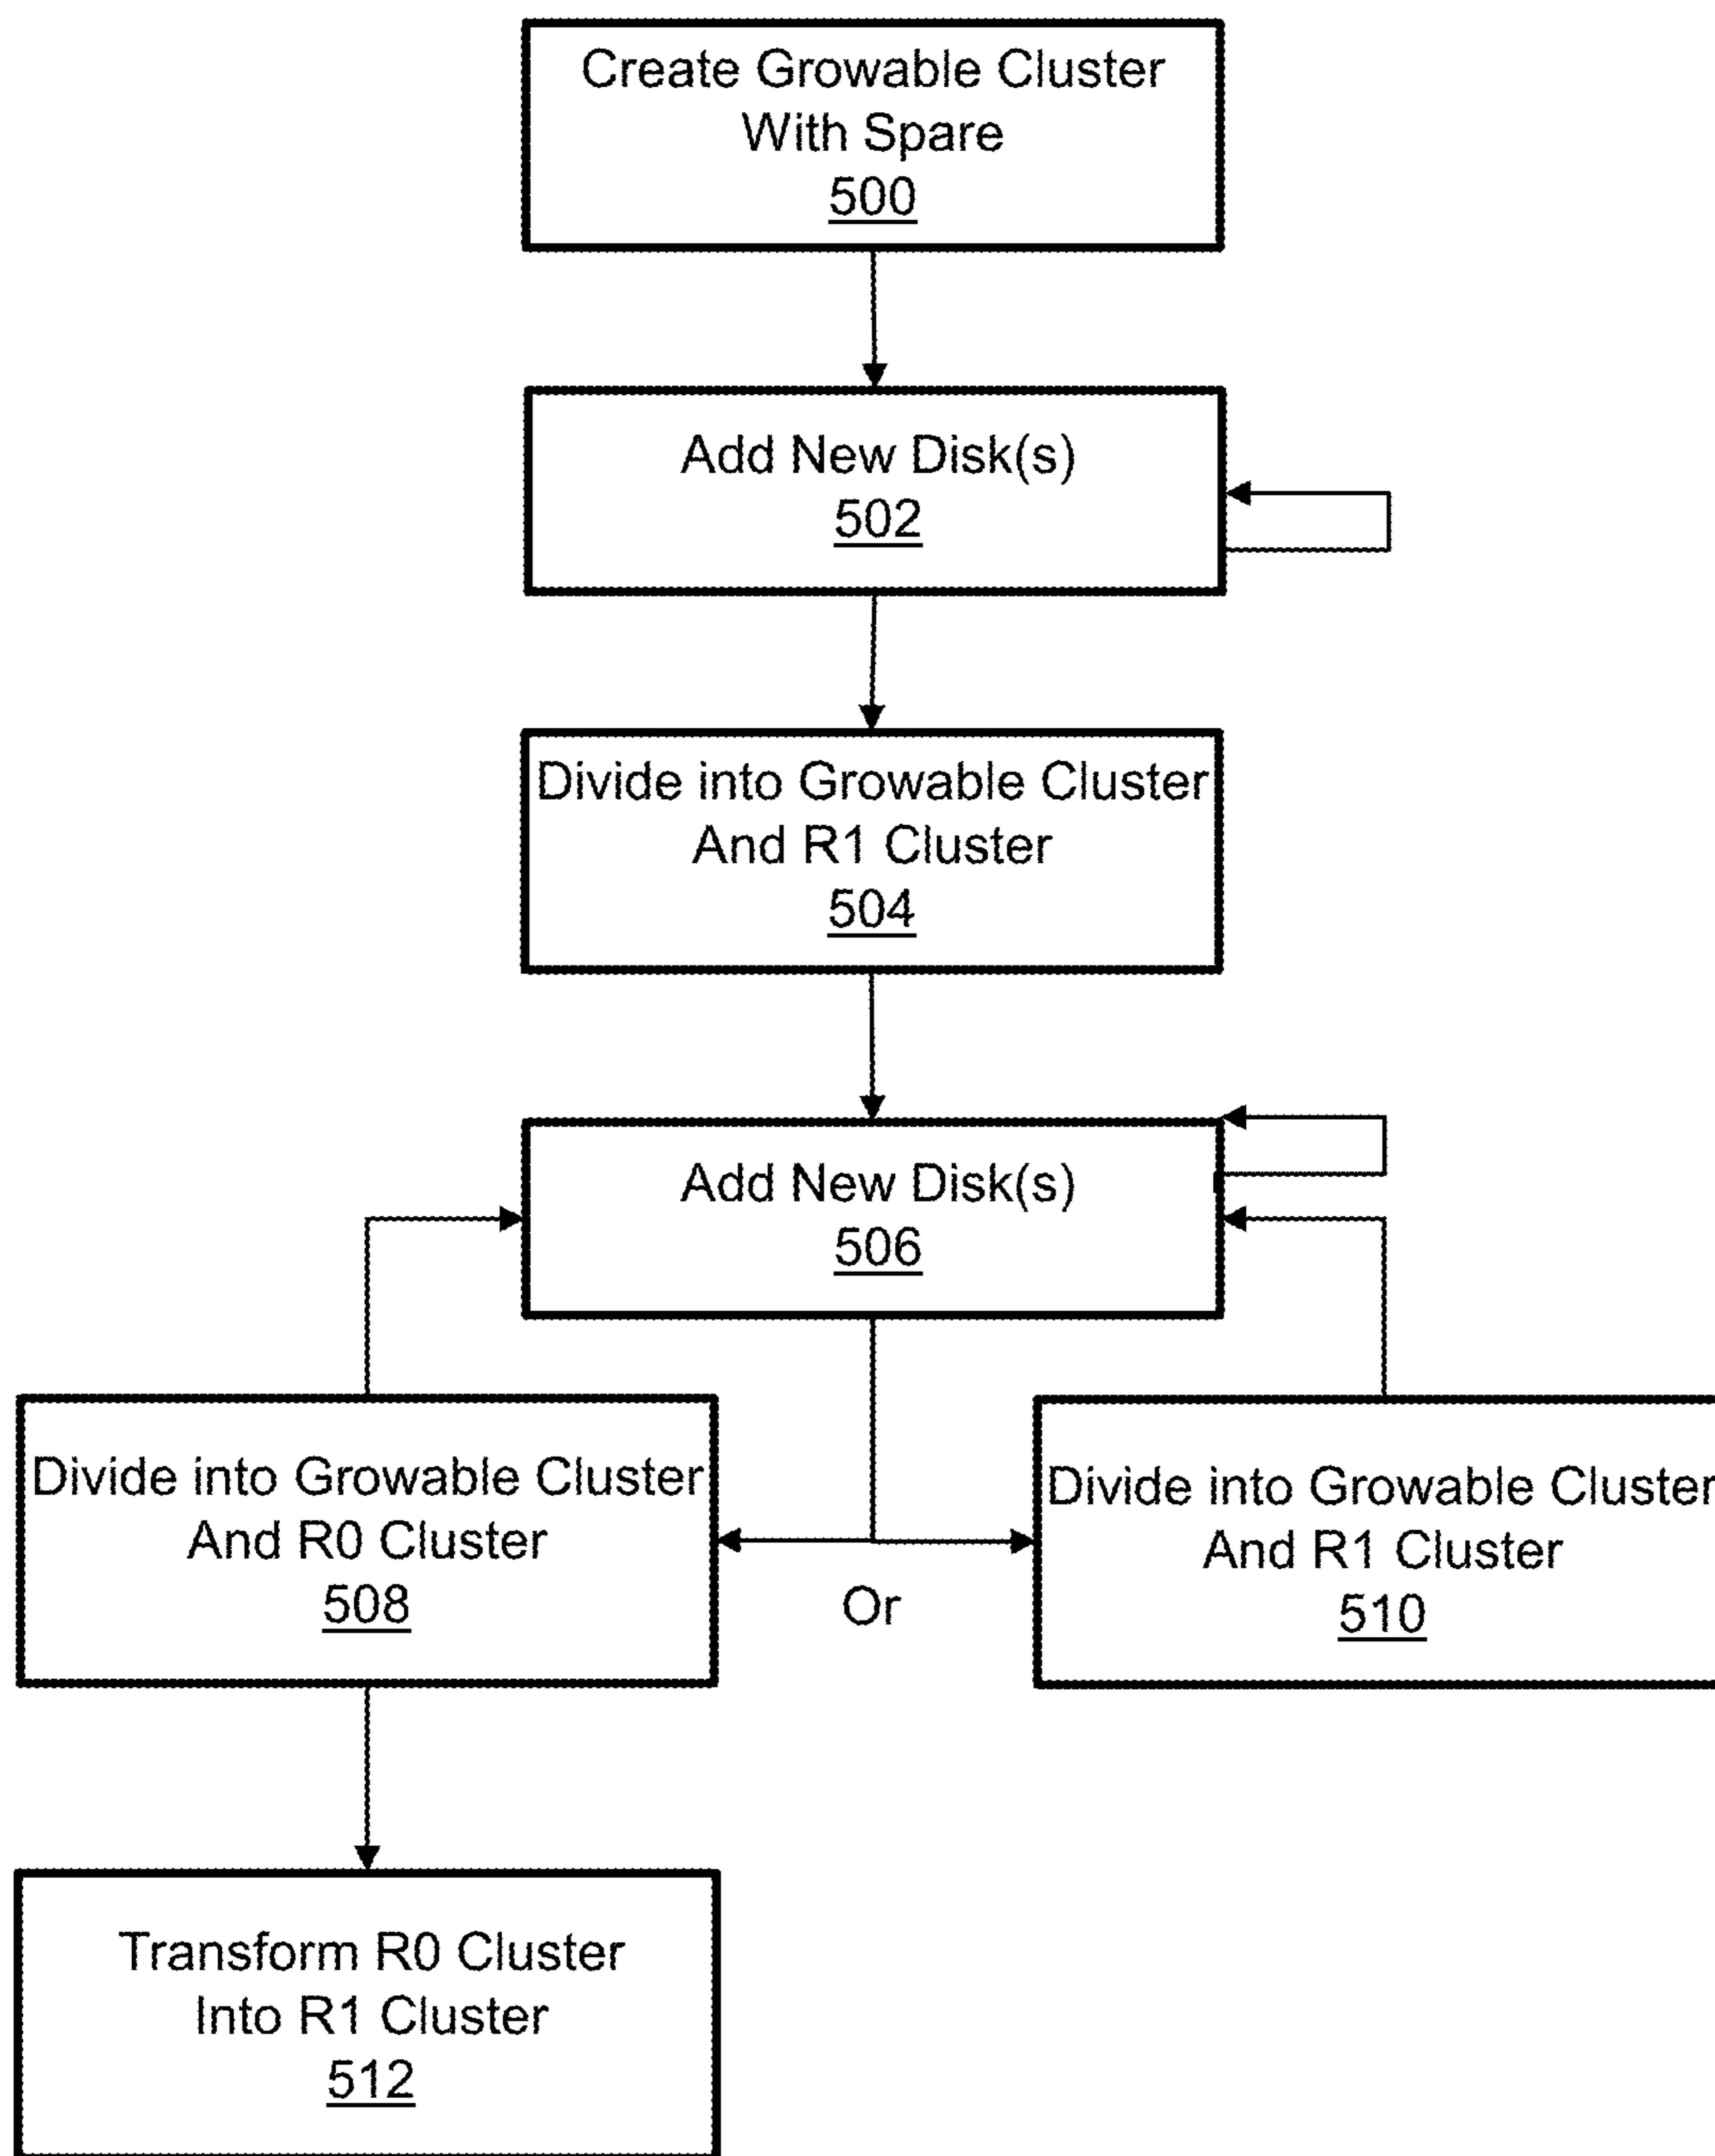 Create Growable Cluster
With Spare
500
Add New Disk(s)
502
Divide into Growable Cluster
And R1 Cluster
504
Add New Disk(s)
506
Divide into Growable Cluster
And R0 Cluster
508
Or
Divide into Growable Cluster
And R1 Cluster
510
Transform R0 Cluster
Into R1 Cluster
512